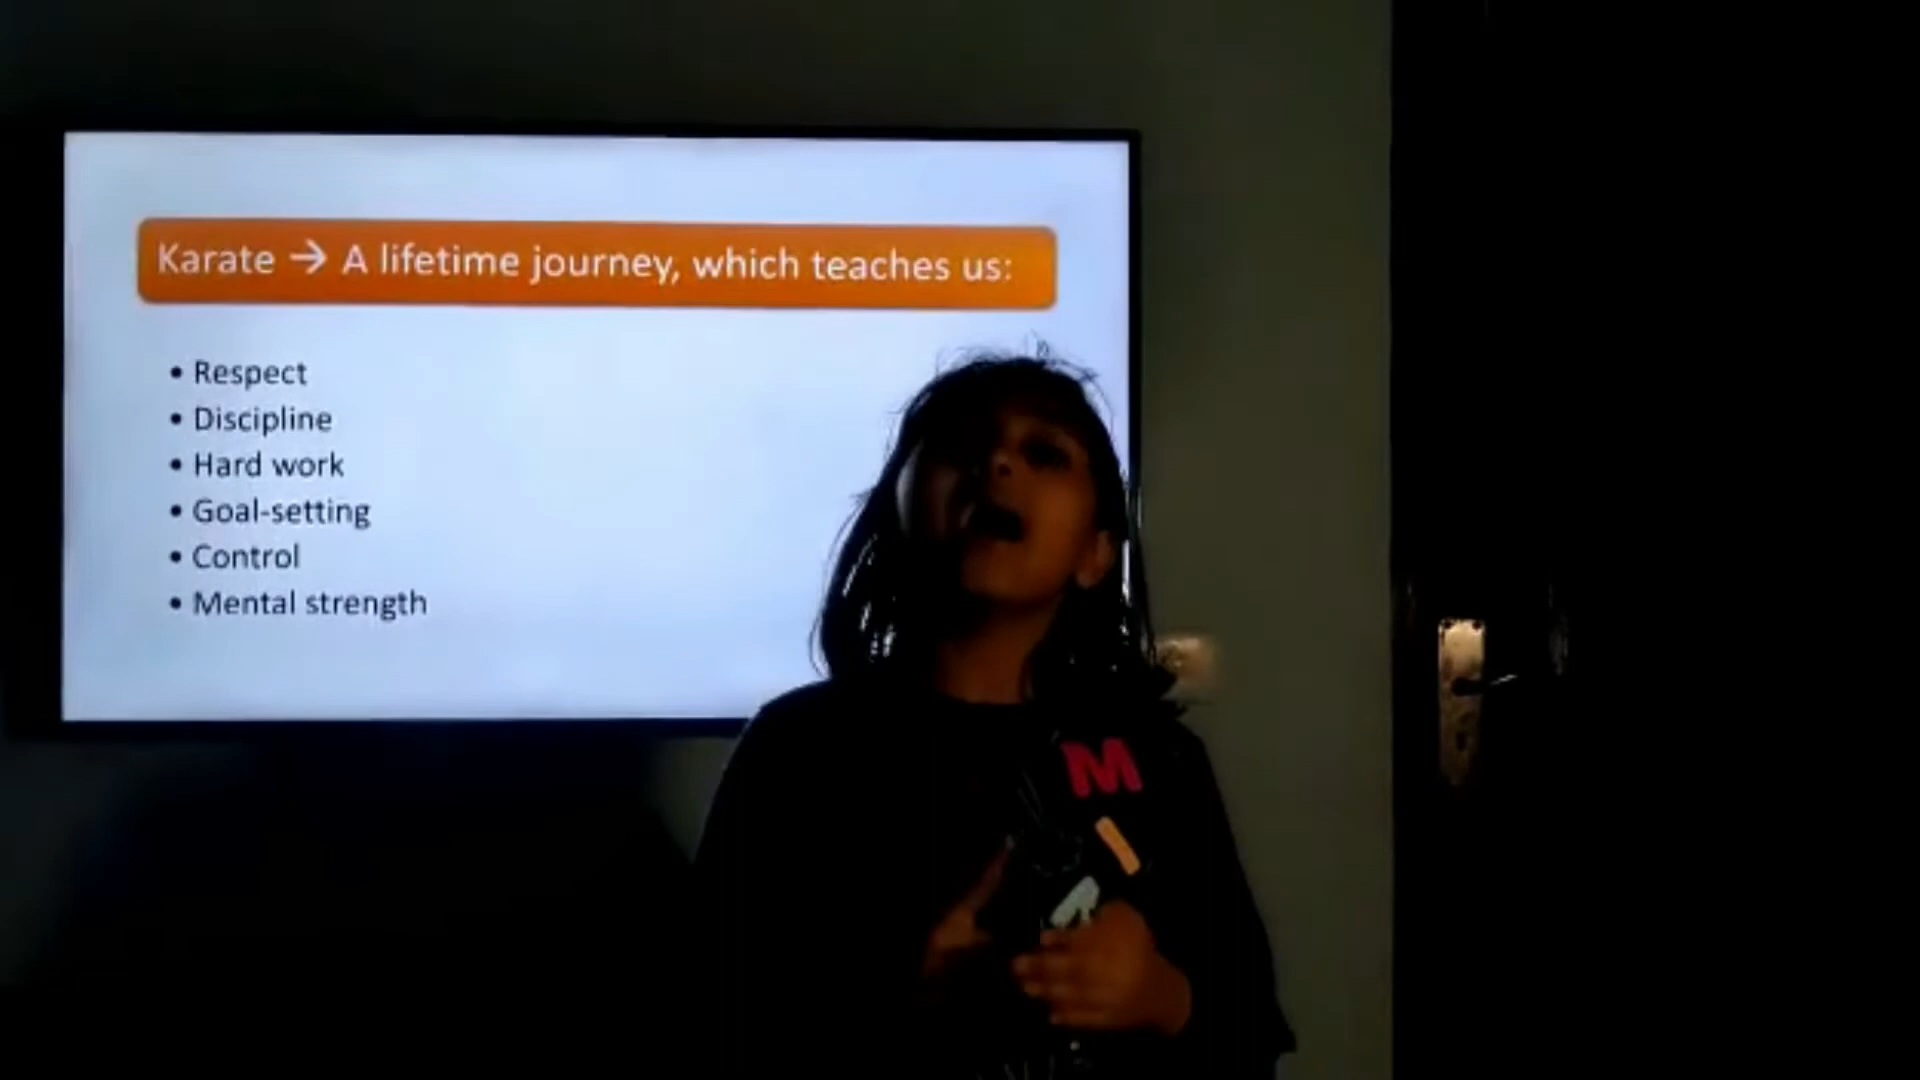 Karate → A lifetime journey, which teaches us:
• Respect
• Discipline
• Hard work
• Goal-setting
• Control
• Mental strength
M